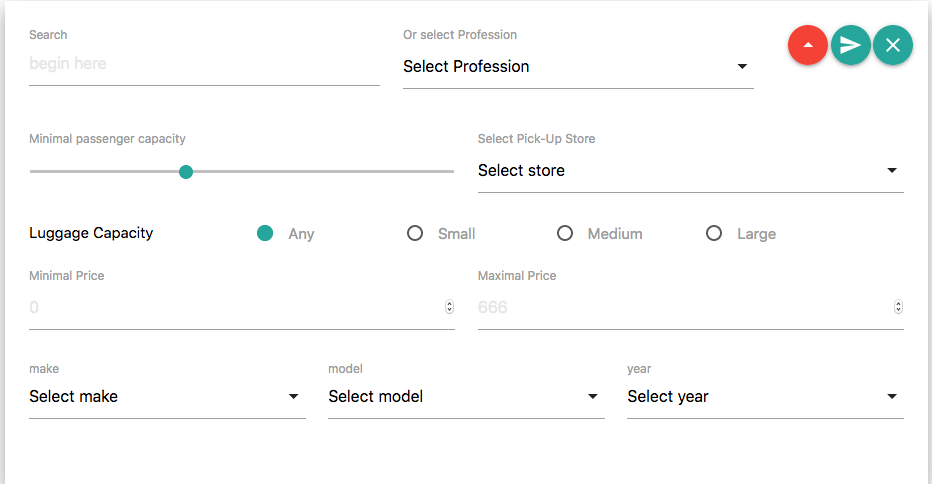 Search
Or select Profession
begin here
Select Profession
Minimal passenger capacity
Select Pick-Up Store
Select store
Luggage Capacity
Any
Small
Medium
Large
Minimal Price
Maximal Price
0
666
make
model
year
Select make
Select model
Select year